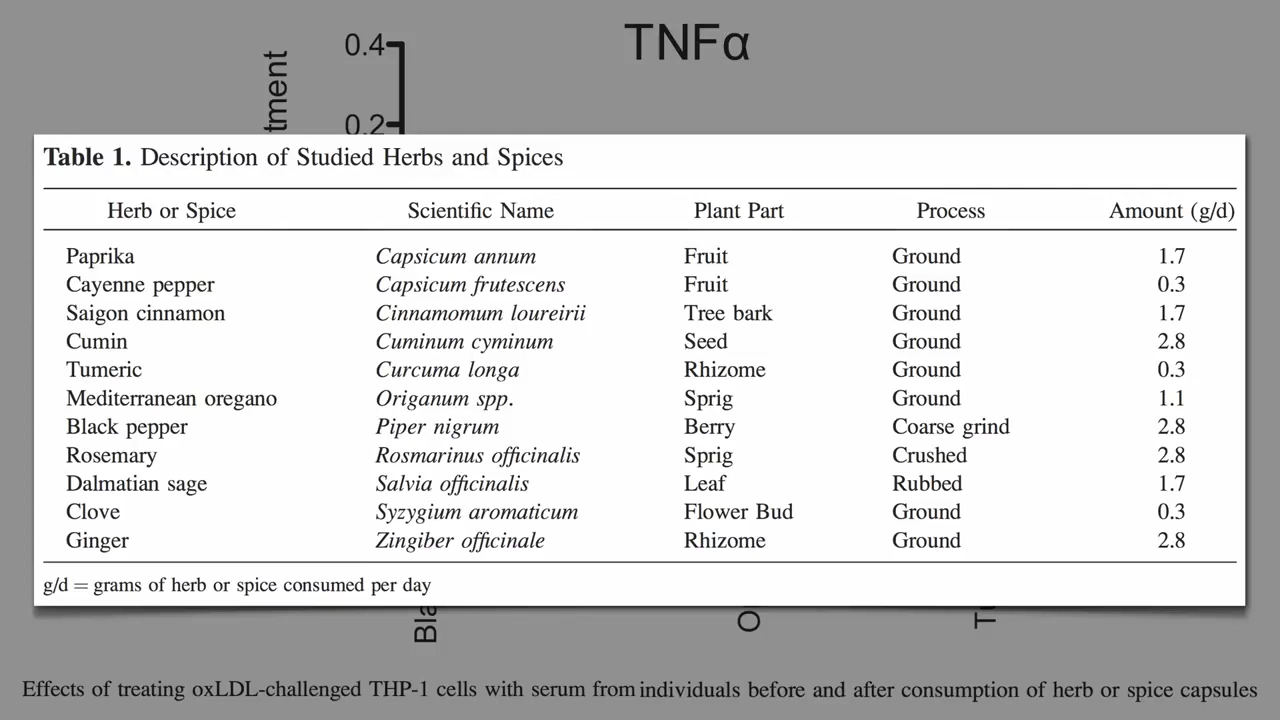 TNFα
0.4
tment
0.2
Table 1. Description of Studied Herbs and Spices
Herb or Spice Scientific Name Plant Part Process Amount (g/d)
Paprika Capsicum annum Fruit Ground 1.7
Cayenne pepper Capsicum frutescens Fruit Ground 0.3
Saigon cinnamon Cinnamomum loureirii Tree bark Ground 1.7
Cumin Cuminum cyminum Seed Ground 2.8
Tumeric Curcuma longa Rhizome Ground 0.3
Mediterranean oregano Origanum spp. Sprig Ground 1.1
Black pepper Piper nigrum Berry Coarse grind 2.8
Rosemary Rosmarinus officinalis Sprig Crushed 2.8
Dalmatian sage Salvia officinalis Leaf Rubbed 1.7
Clove Syzygium aromaticum Flower Bud Ground 0.3
Ginger Zingiber officinale Rhizome Ground 2.8
g/d = grams of herb or spice consumed per day
Effects of treating oxLDL-challenged THP-1 cells with serum from individuals before and after consumption of herb or spice capsules